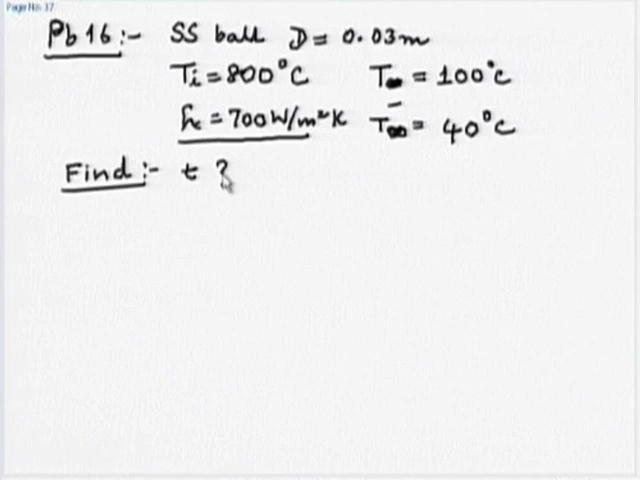 Page No. 37
Pb 16:- SS ball D = 0.03m
Ti = 800°C T∞ = 100°C
h = 700 W/m²K T∞ = 40°C
Find:- t ?